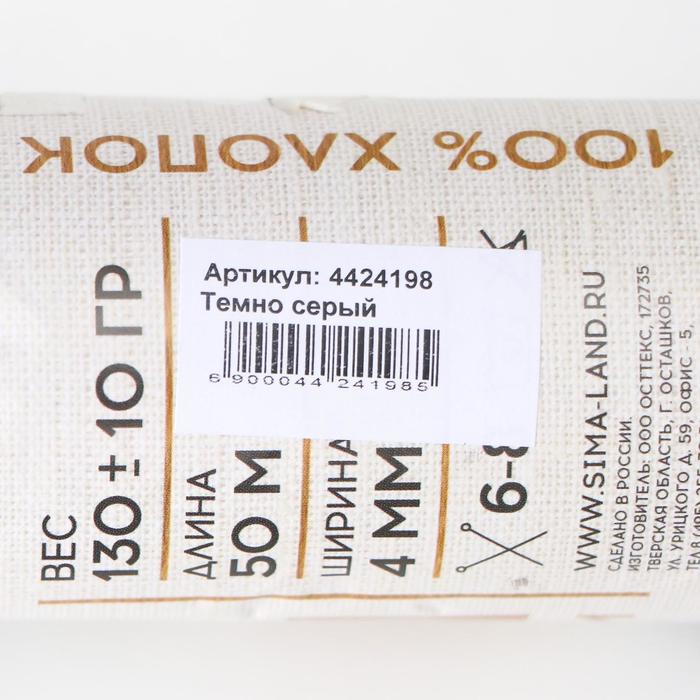 100% ХЛОПОК
Артикул: 4424198
Темно серый
6 900044 241985
ВЕС
130 ± 10 ГР
ДЛИНА
50 М
ШИРИНА
4 ММ
WWW.SIMA-LAND.RU
СДЕЛАНО В РОССИИ.
ИЗГОТОВИТЕЛЬ: ООО ОСТТЕКС, 172735
ТВЕРСКАЯ ОБЛАСТЬ, Г. ОСТАШКОВ,
УЛ. УРИЦКОГО Д. 59, ОФИС - 5,